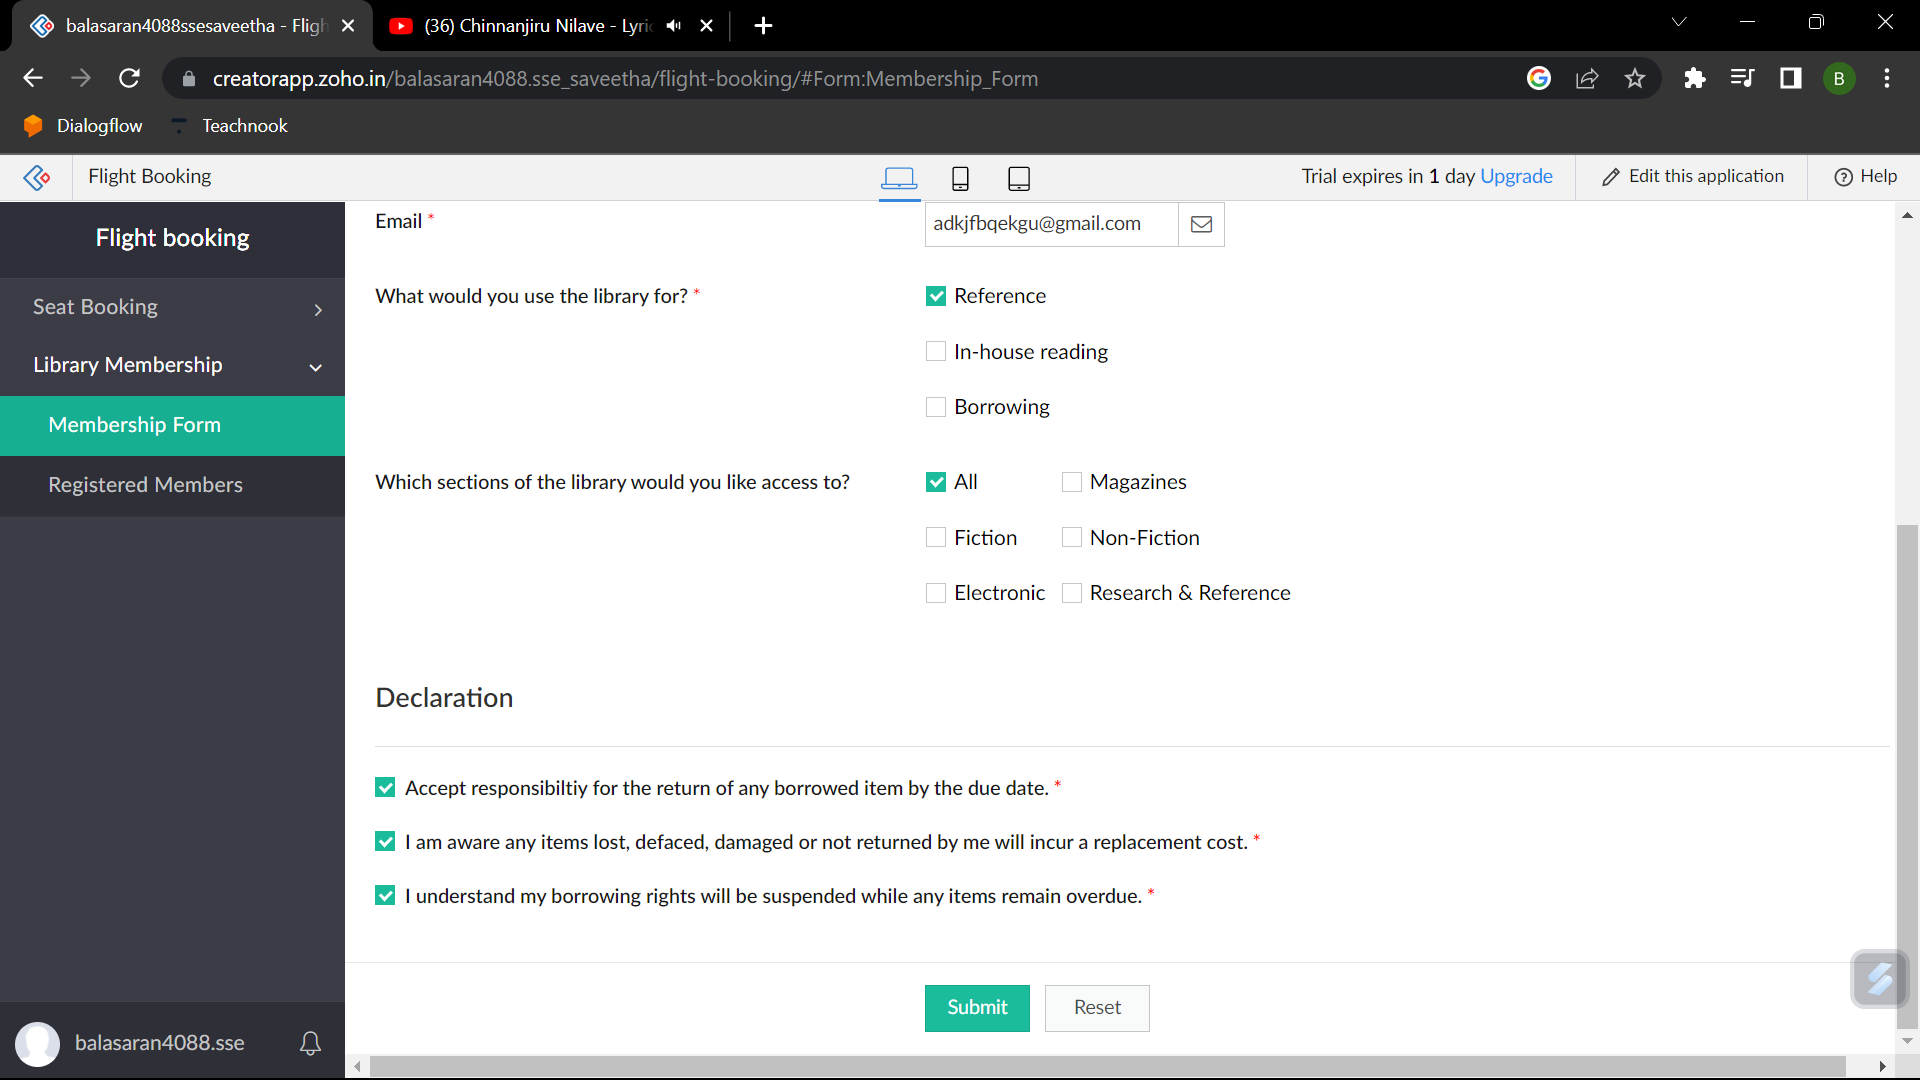 balasaran4088ssesaveetha - Fligh
(36) Chinnanjiru Nilave - Lyric
creatorapp.zoho.in/balasaran4088.sse_saveetha/flight-booking/#Form:Membership_Form
B
Dialogflow
Teachnook
Flight Booking
Trial expires in 1 day Upgrade
Edit this application
Help
Flight booking
Seat Booking
Library Membership
Membership Form
Registered Members
balasaran4088.sse
Email *
adkjfbqekgu@gmail.com
What would you use the library for? *
Reference
In-house reading
Borrowing
Which sections of the library would you like access to?
All
Magazines
Fiction
Non-Fiction
Electronic
Research & Reference
Declaration
Accept responsibiltiy for the return of any borrowed item by the due date. *
I am aware any items lost, defaced, damaged or not returned by me will incur a replacement cost. *
I understand my borrowing rights will be suspended while any items remain overdue. *
Submit
Reset